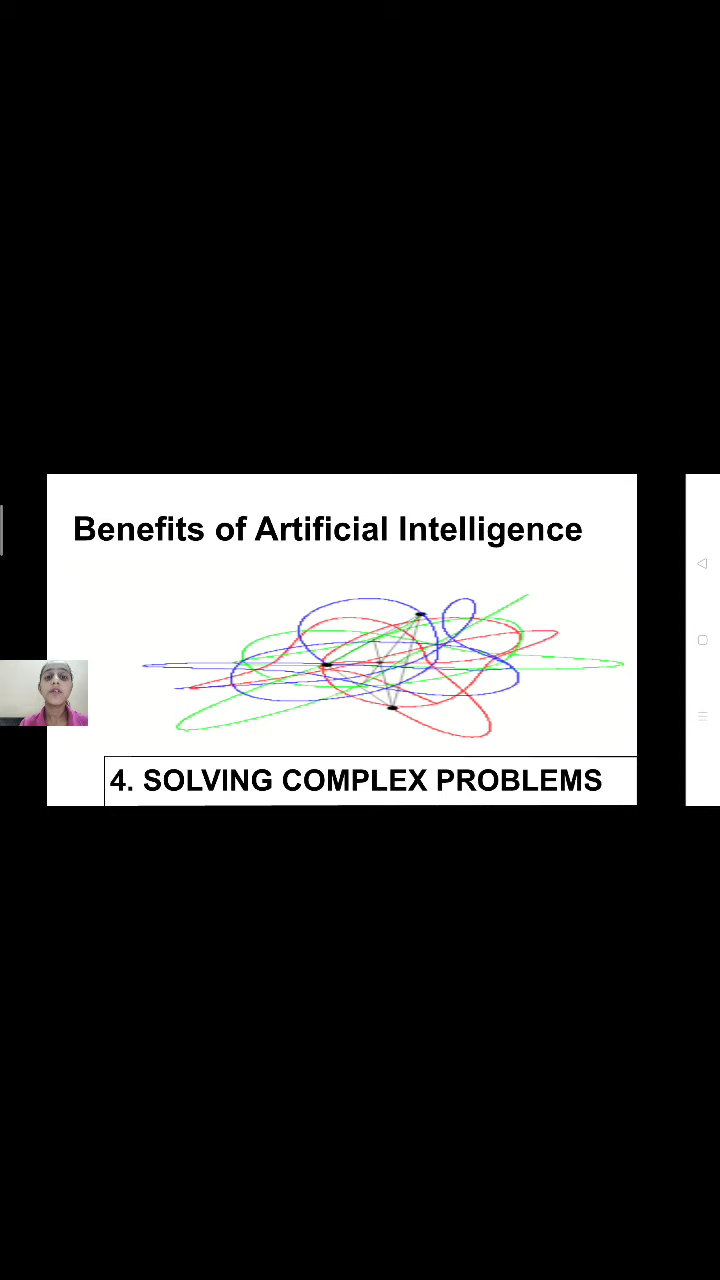 Benefits of Artificial Intelligence
4. SOLVING COMPLEX PROBLEMS